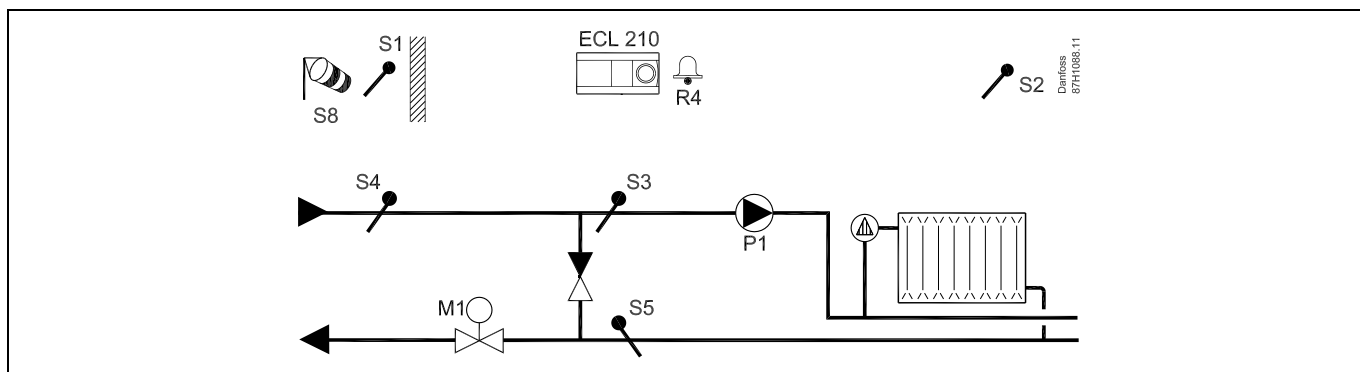 S1
S8
ECL 210
R4
S2
Danfoss
87H1088.11
S4
S3
P1
M1
S5